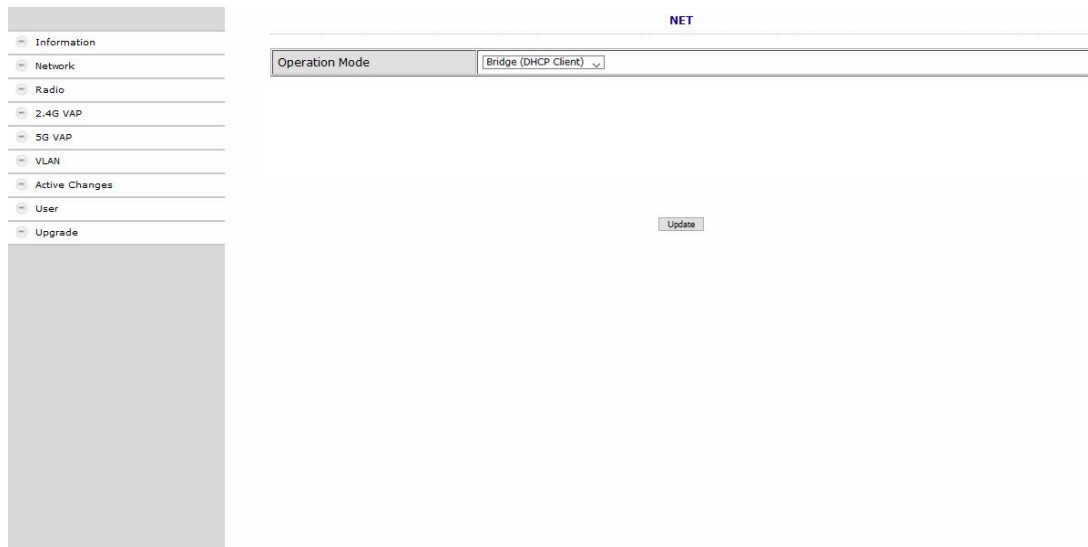 NET
Information
Network
Radio
2.4G VAP
5G VAP
VLAN
Active Changes
User
Upgrade
Operation Mode
Bridge (DHCP Client)
Update